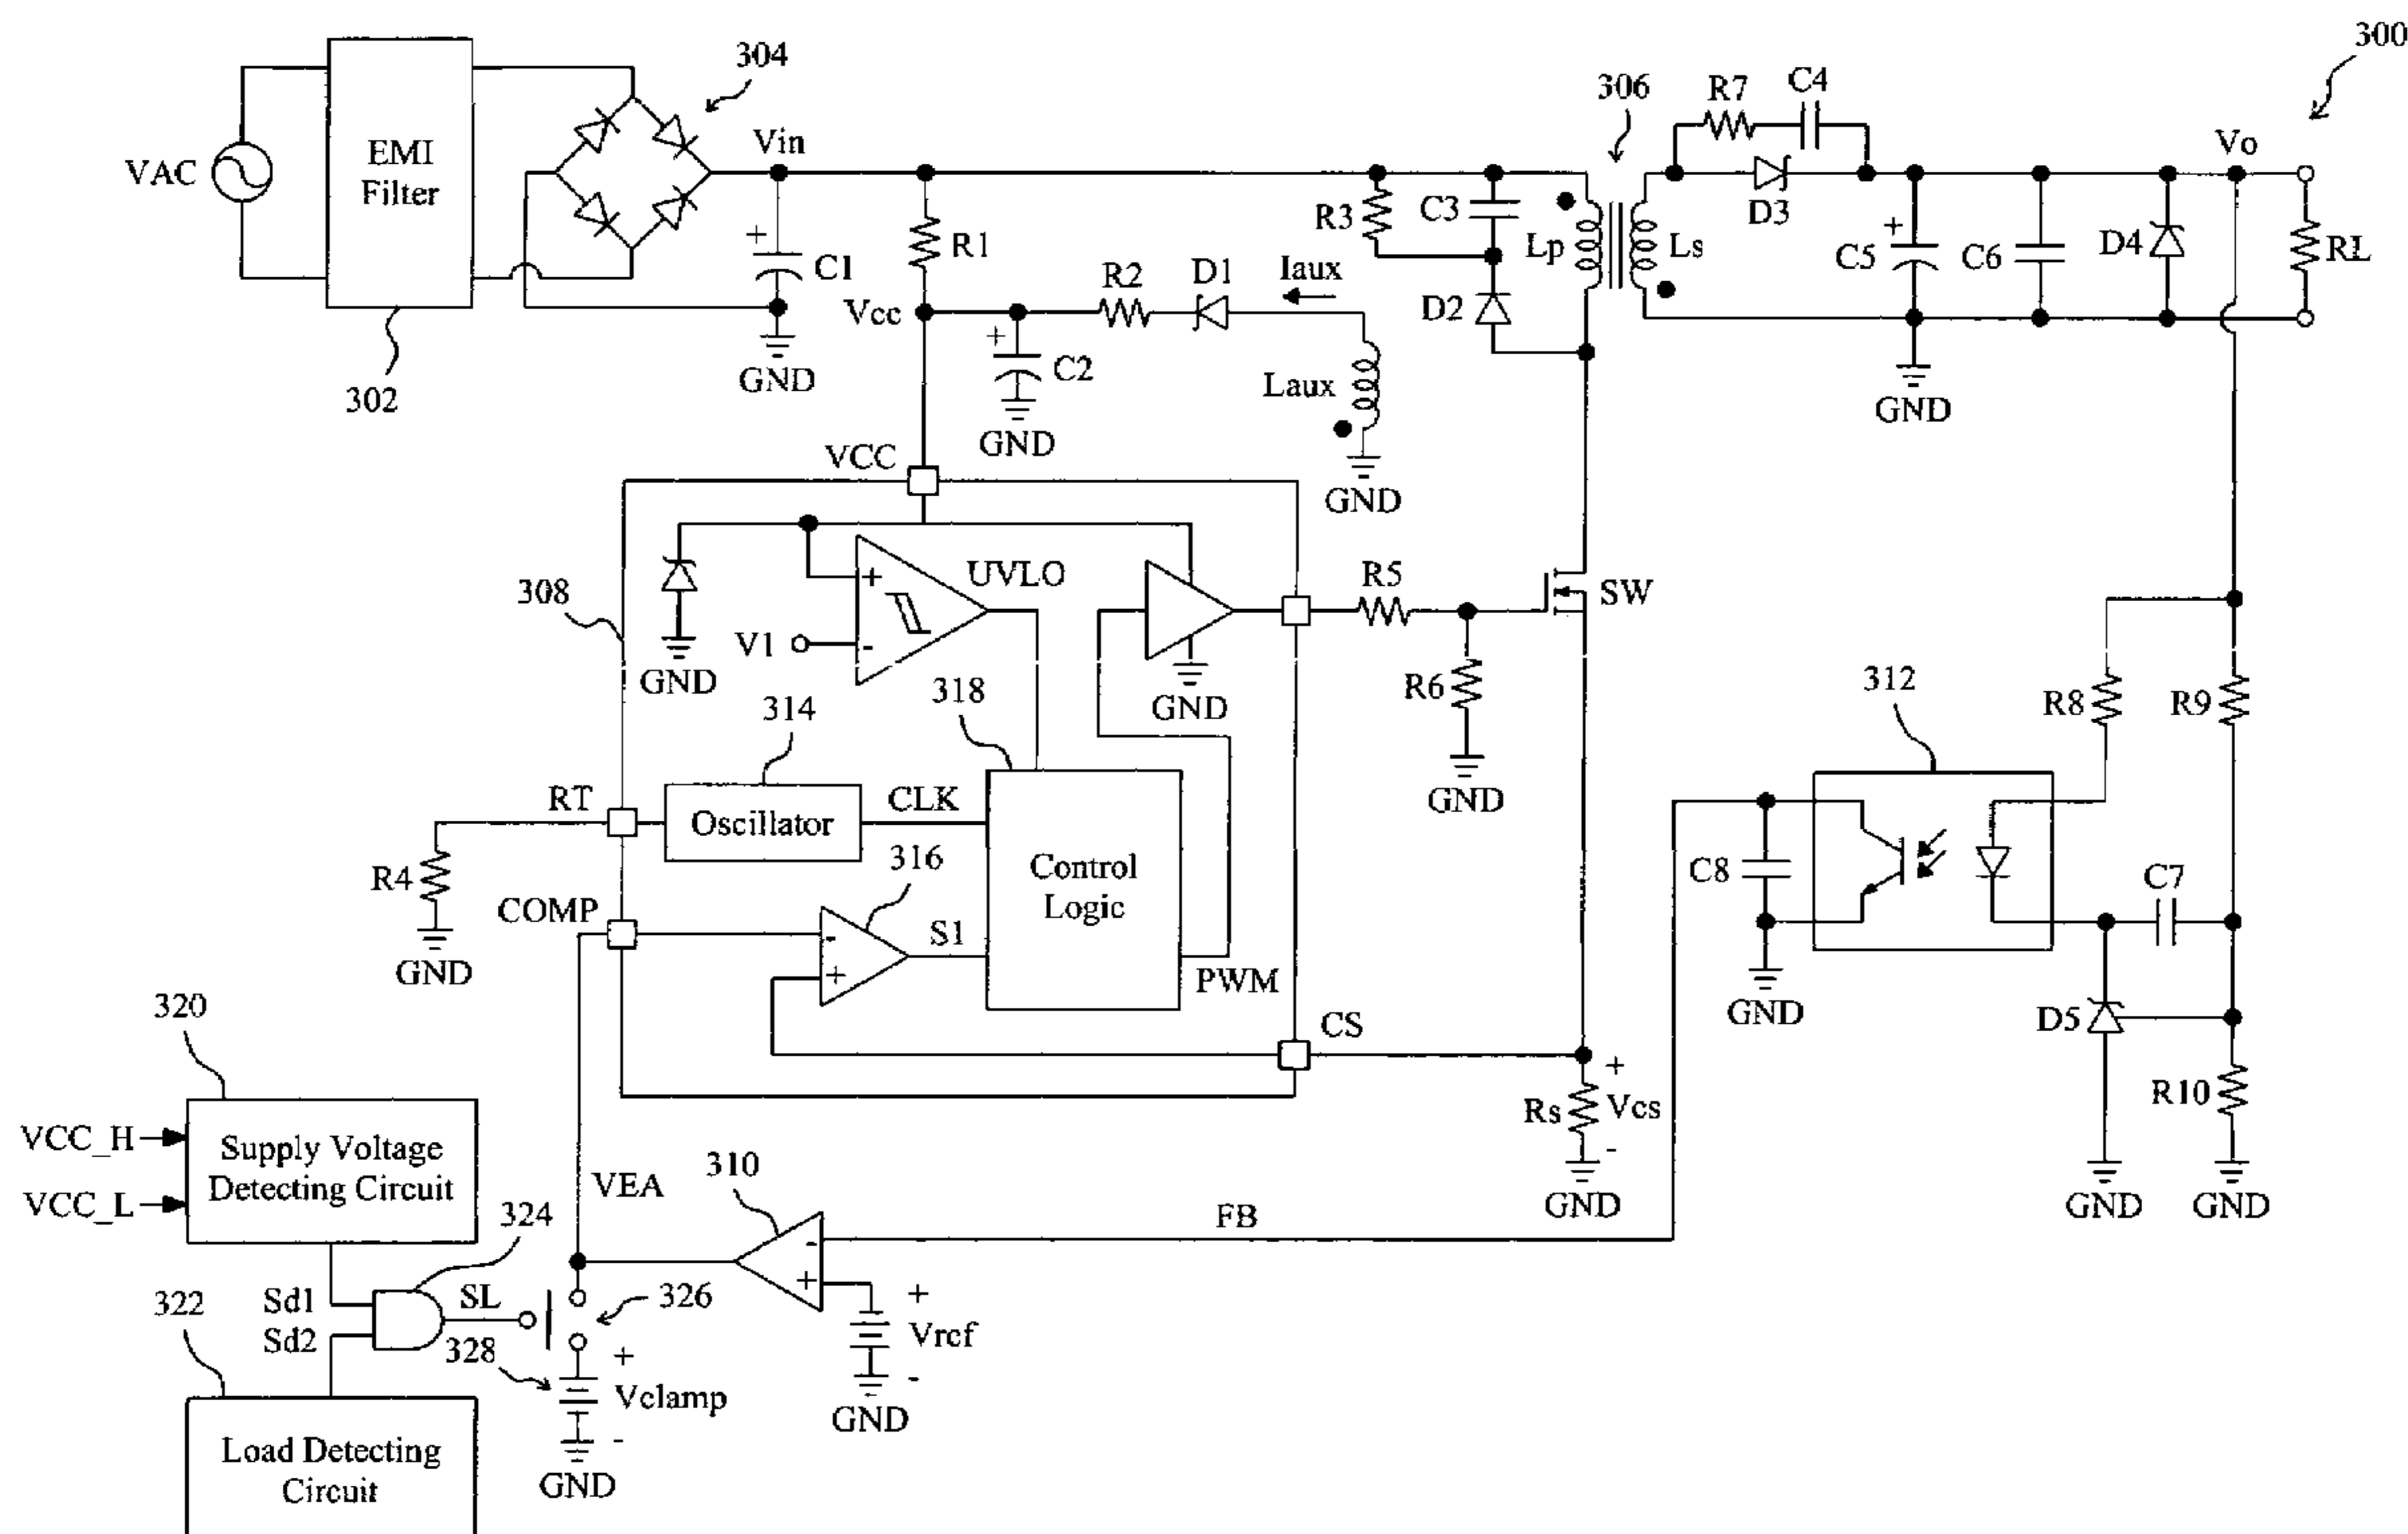 300
304
306
R7
C4
VAC
EMI
Filter
Vin
Vo
R3
C3
Lp
Ls
D3
+
C1
R1
R2
D1
Iaux
D2
+
C5
C6
D4
RL
Vcc
+
C2
Laux
GND
302
GND
GND
VCC
GND
308
+
-
UVLO
V1
GND
R5
SW
GND
R6
GND
318
314
312
R8
R9
RT
Oscillator
CLK
R4
GND
316
Control
Logic
COMP
-
+
S1
PWM
C8
C7
GND
D5
R10
CS
320
+
Rs
Vcs
-
GND
GND
GND
VCC_H
VCC_L
Supply Voltage
Detecting Circuit
324
VEA
310
FB
-
+
322
Sd1
Sd2
SL
326
328
+
Vref
-
GND
+
Vclamp
-
GND
Load Detecting
Circuit